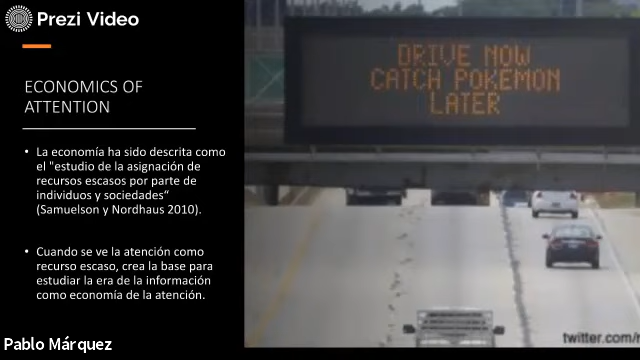 Prezi Video
ECONOMICS OF
ATTENTION
• La economía ha sido descrita como
el "estudio de la asignación de
recursos escasos por parte de
individuos y sociedades“
(Samuelson y Nordhaus 2010).
• Cuando se ve la atención como
recurso escaso, crea la base para
estudiar la era de la información
como economía de la atención.
DRIVE NOW
CATCH POKEMON
LATER
twitter.com/
Pablo Márquez